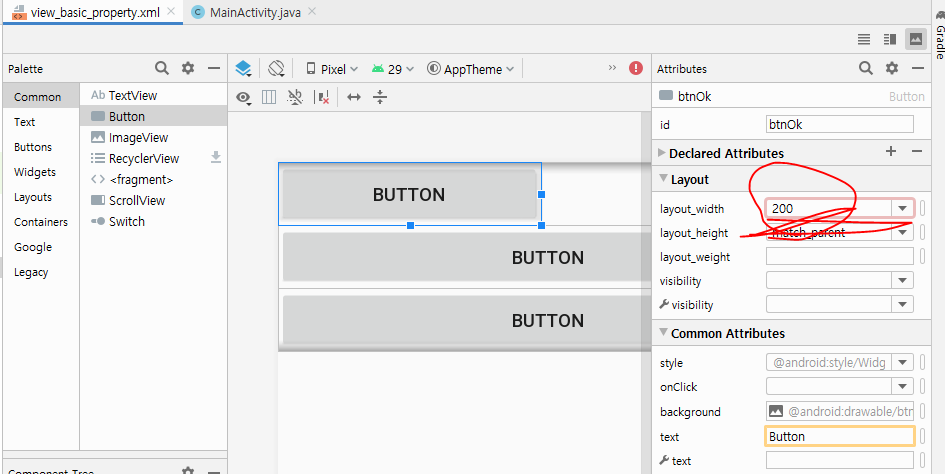 view_basic_property.xml
MainActivity.java
Gradle
Palette
Common
Text
Buttons
Widgets
Layouts
Containers
Google
Legacy
Ab TextView
Button
ImageView
RecyclerView
<> <fragment>
ScrollView
Switch
Pixel
29
AppTheme
BUTTON
BUTTON
BUTTON
Component Tree
Attributes
btnOk Button
id btnOk
Declared Attributes
Layout
layout_width 200
layout_height match_parent
layout_weight
visibility
visibility
Common Attributes
style @android:style/Widg
onClick
background @android:drawable/btn
text Button
text